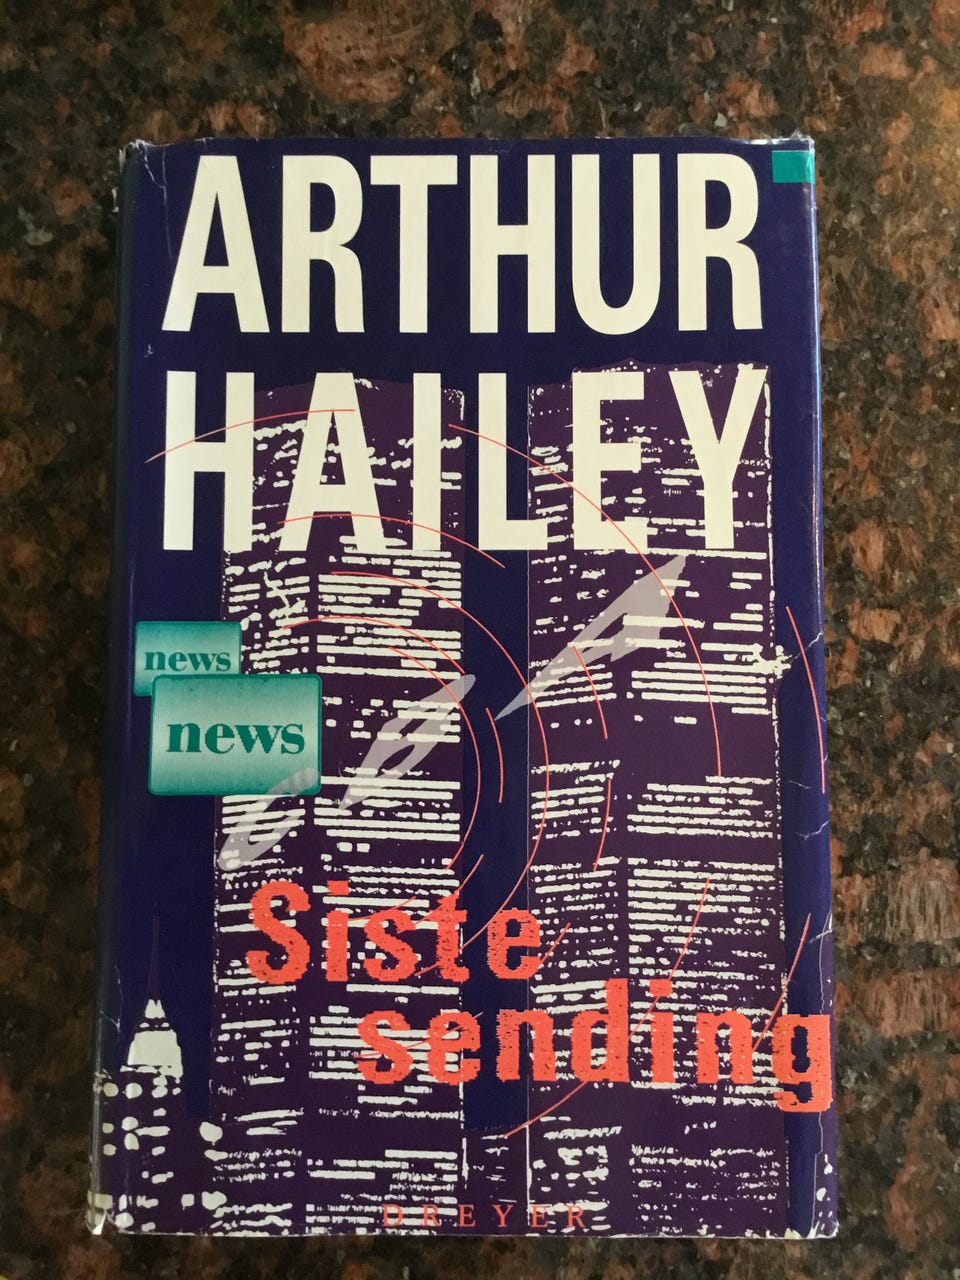 ARTHUR
HAILEY
news
news
Siste
sending
DREYER